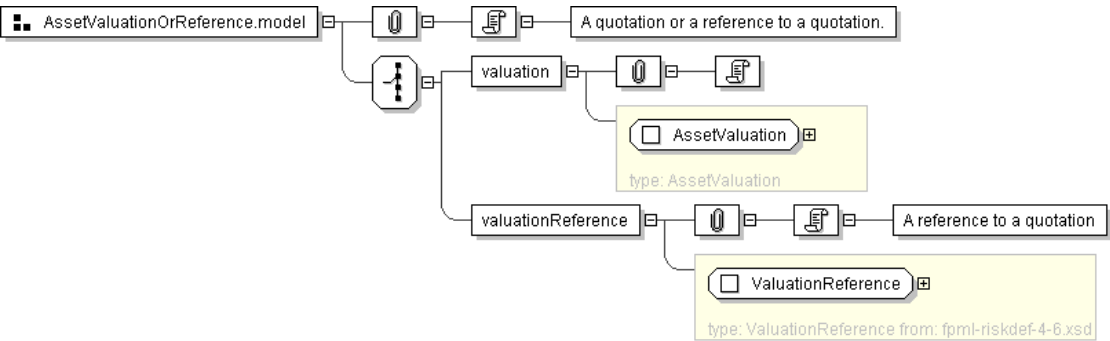 AssetValuationOrReference.model
A quotation or a reference to a quotation.
valuation
AssetValuation
type: AssetValuation
valuationReference
A reference to a quotation
ValuationReference
type: ValuationReference from: fpml-riskdef-4-6.xsd